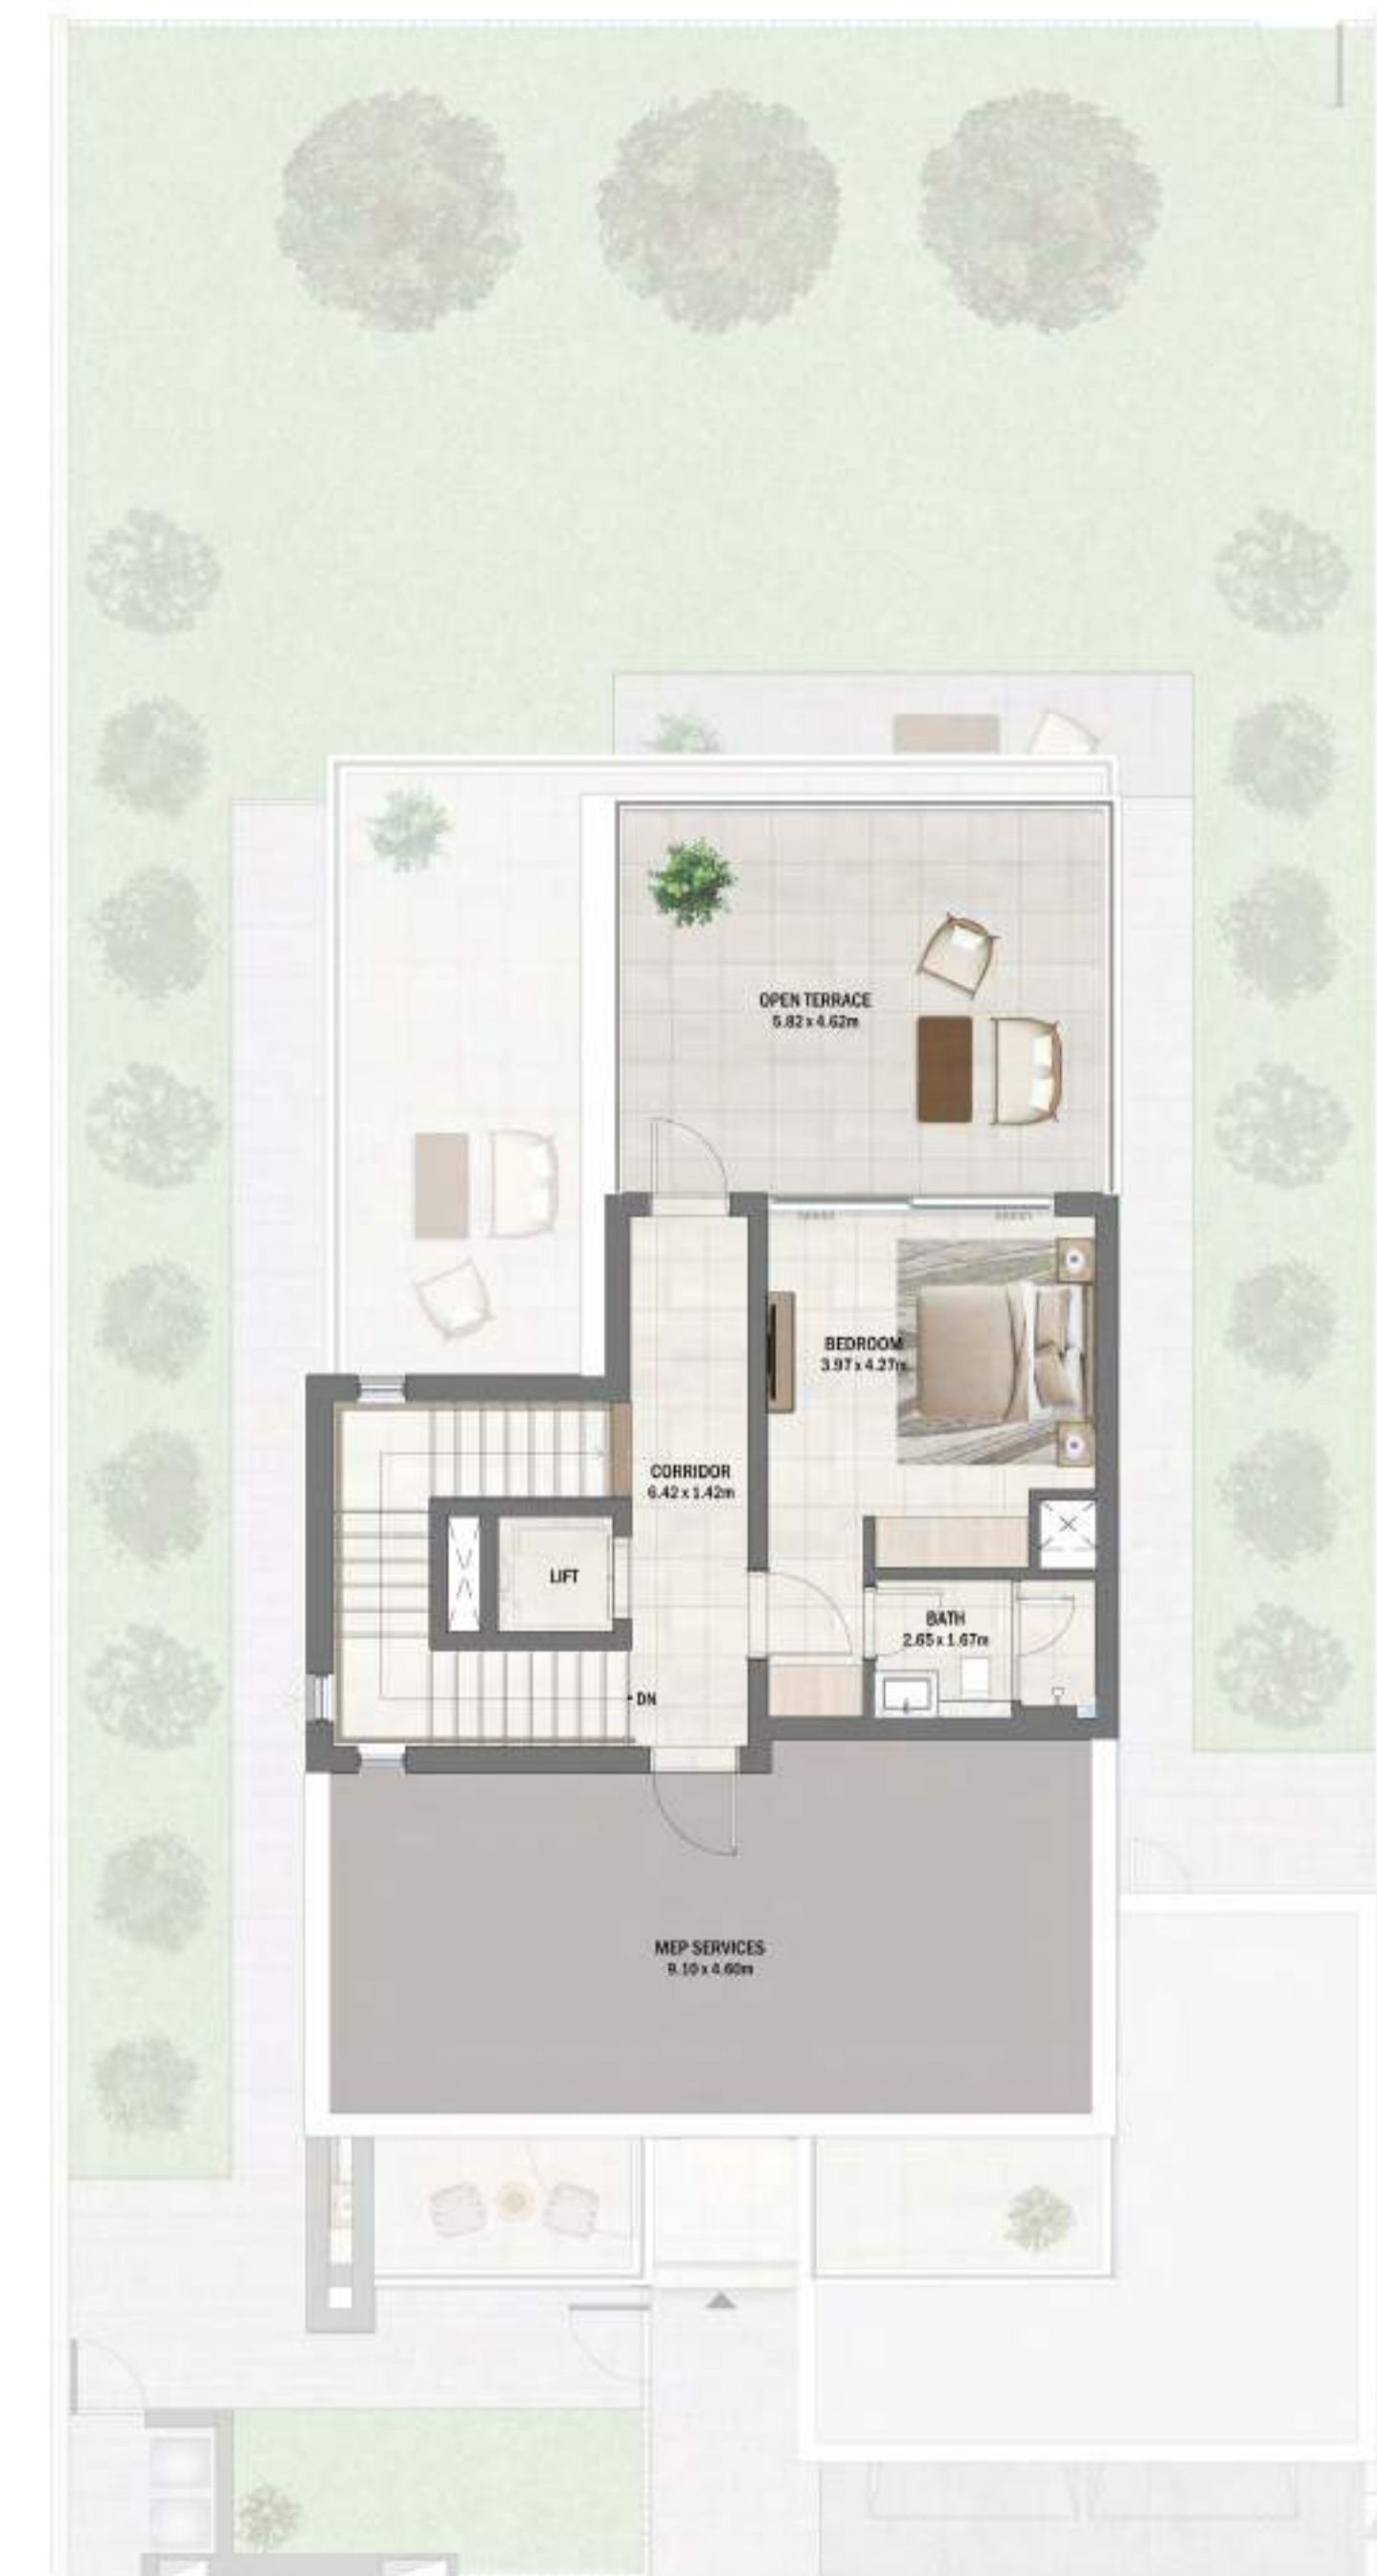 OPEN TERRACE
5.82 x 4.62m
BEDROOM
3.97 x 4.27m
CORRIDOR
6.42 x 1.42m
LIFT
BATH
2.65 x 1.67m
DN
MEP SERVICES
9.10 x 4.60m